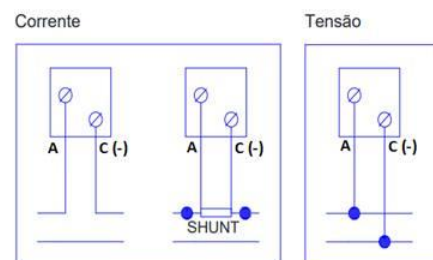 Corrente
Tensão
A C (-) A C (-) A C (-)
SHUNT